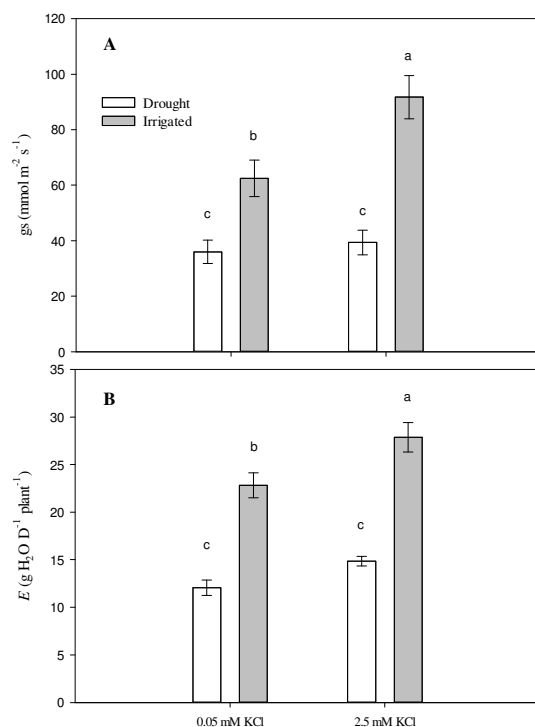 120
A
a
100
Drought
Irrigated
gs (mmol m⁻² s⁻¹)
80
b
60
c
c
40
20
0
35
B
a
30
b
25
E (g H₂O D⁻¹ plant⁻¹)
20
c
c
15
10
5
0
0.05 mM KCl
2.5 mM KCl